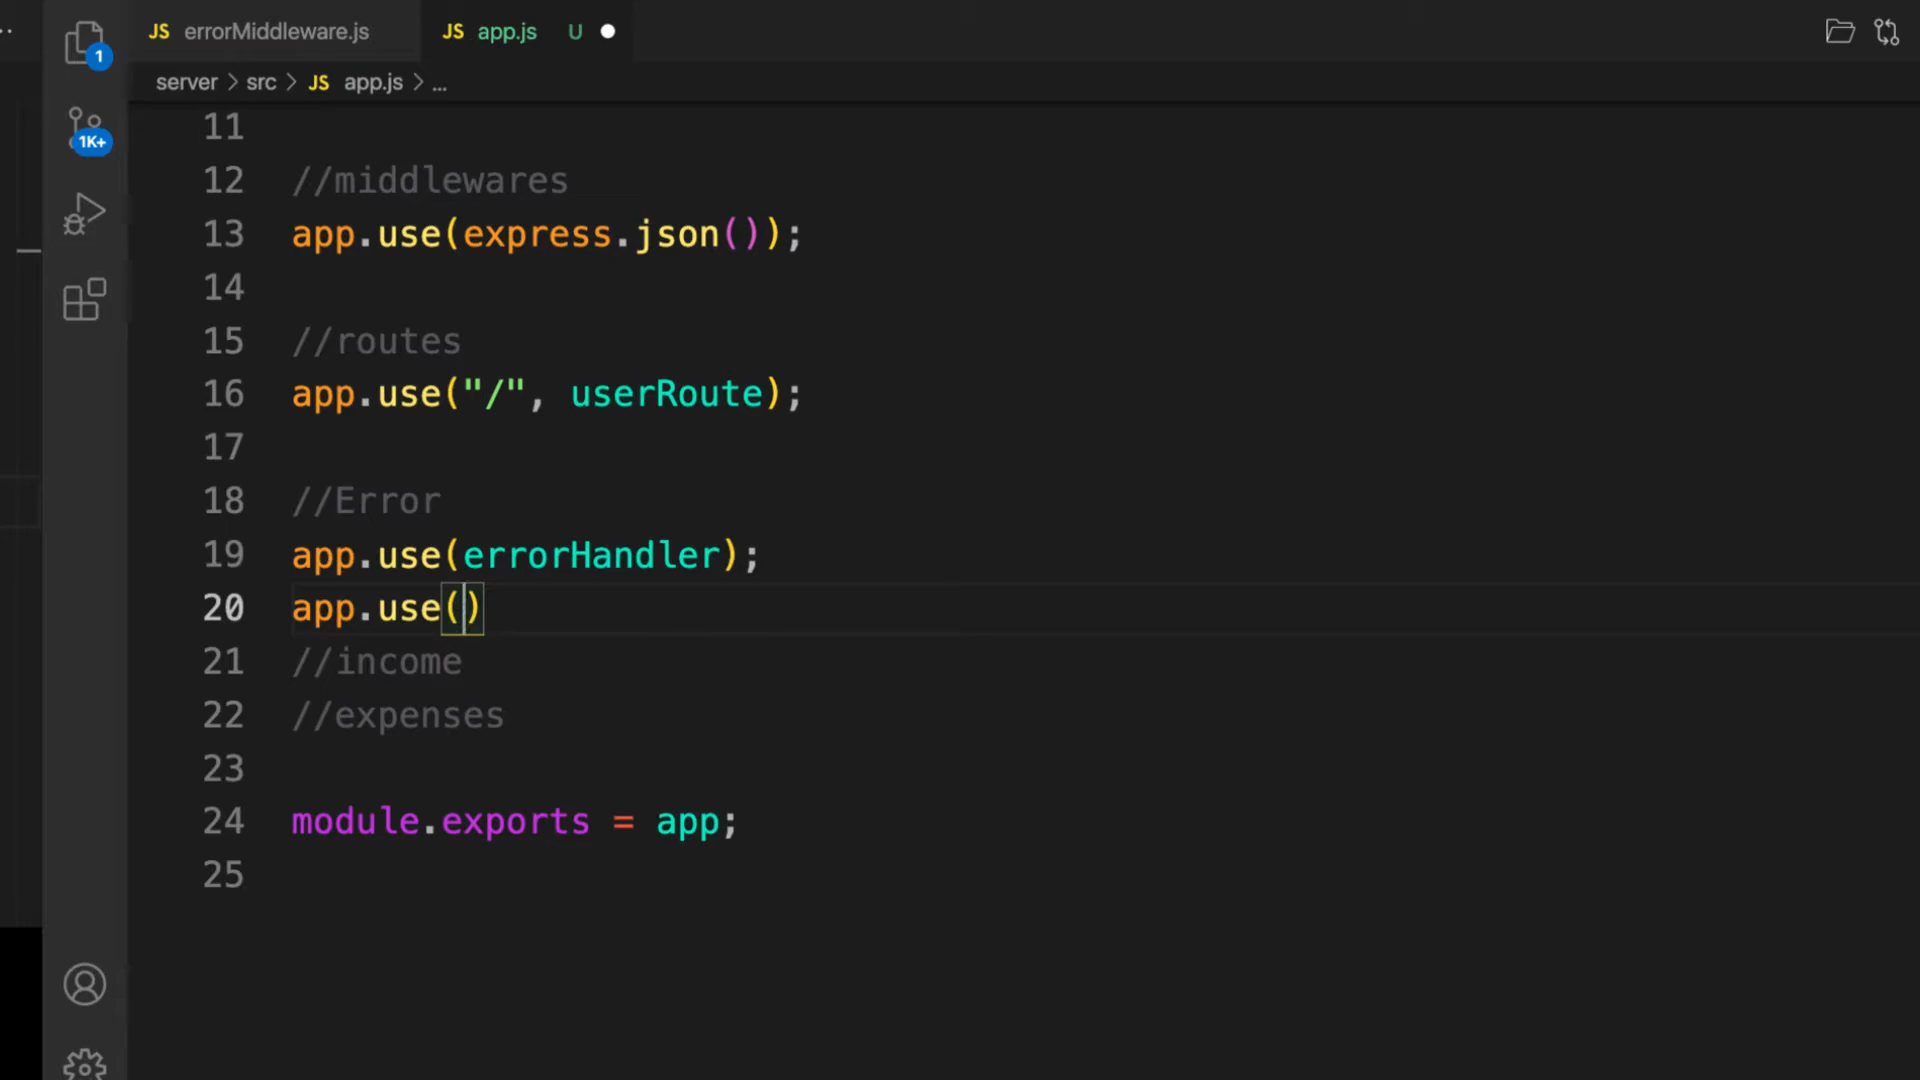 JS errorMiddleware.js JS app.js U
server > src > JS app.js > ...
1
1K+
11
12 //middlewares
13 app.use(express.json());
14
15 //routes
16 app.use("/", userRoute);
17
18 //Error
19 app.use(errorHandler);
20 app.use()
21 //income
22 //expenses
23
24 module.exports = app;
25